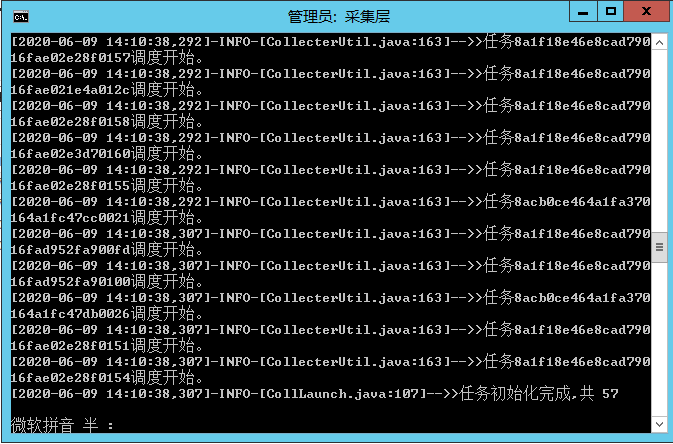 管理员: 采集层
[2020-06-09 14:10:38,292]-INFO-[CollecterUtil.java:163]-->>任务8a1f18e46e8cad790
16fae02e28f0157调度开始。
[2020-06-09 14:10:38,292]-INFO-[CollecterUtil.java:163]-->>任务8a1f18e46e8cad790
16fae021e4a012c调度开始。
[2020-06-09 14:10:38,292]-INFO-[CollecterUtil.java:163]-->>任务8a1f18e46e8cad790
16fae02e28f0158调度开始。
[2020-06-09 14:10:38,292]-INFO-[CollecterUtil.java:163]-->>任务8a1f18e46e8cad790
16fae02e3d70160调度开始。
[2020-06-09 14:10:38,292]-INFO-[CollecterUtil.java:163]-->>任务8a1f18e46e8cad790
16fae02e28f0155调度开始。
[2020-06-09 14:10:38,292]-INFO-[CollecterUtil.java:163]-->>任务8acb0ce464a1fa370
164a1fc47cc0021调度开始。
[2020-06-09 14:10:38,307]-INFO-[CollecterUtil.java:163]-->>任务8a1f18e46e8cad790
16fad952fa900fd调度开始。
[2020-06-09 14:10:38,307]-INFO-[CollecterUtil.java:163]-->>任务8a1f18e46e8cad790
16fad952fa90100调度开始。
[2020-06-09 14:10:38,307]-INFO-[CollecterUtil.java:163]-->>任务8acb0ce464a1fa370
164a1fc47db0026调度开始。
[2020-06-09 14:10:38,307]-INFO-[CollecterUtil.java:163]-->>任务8a1f18e46e8cad790
16fae02e28f0151调度开始。
[2020-06-09 14:10:38,307]-INFO-[CollecterUtil.java:163]-->>任务8a1f18e46e8cad790
16fae02e28f0154调度开始。
[2020-06-09 14:10:38,307]-INFO-[CollLaunch.java:107]-->>任务初始化完成,共 57
微软拼音 半 :